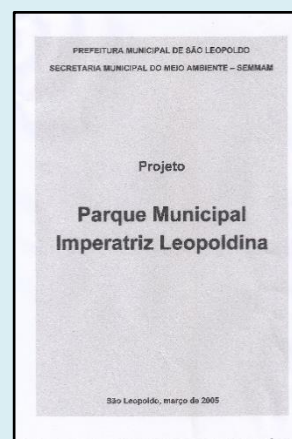 PREFEITURA MUNICIPAL DE SÃO LEOPOLDO
SECRETARIA MUNICIPAL DO MEIO AMBIENTE – SEMMAM
Projeto
Parque Municipal
Imperatriz Leopoldina
São Leopoldo, março de 2005